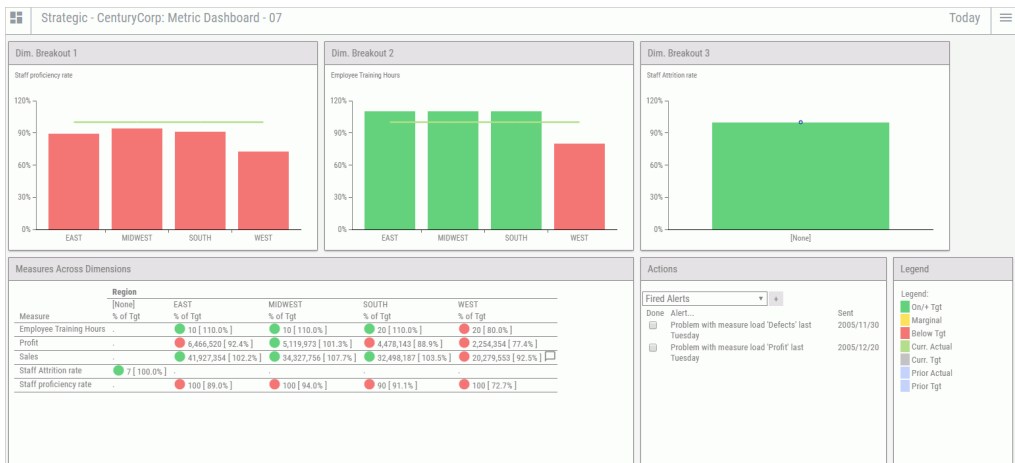 Strategic - CenturyCorp: Metric Dashboard - 07
Today
Dim. Breakout 1
Staff proficiency rate
120%
90%
60%
30%
0%
EAST MIDWEST SOUTH WEST
Dim. Breakout 2
Employee Training Hours
120%
90%
60%
30%
0%
EAST MIDWEST SOUTH WEST
Dim. Breakout 3
Staff Attrition rate
120%
90%
60%
30%
0%
[None]
Measures Across Dimensions
Region
[None] EAST MIDWEST SOUTH WEST
Measure % of Tgt % of Tgt % of Tgt % of Tgt % of Tgt
Employee Training Hours . 10 [ 110.0% ] 10 [ 110.0% ] 20 [ 110.0% ] 20 [ 80.0% ]
Profit . 6,466,520 [ 92.4% ] 5,119,973 [ 101.3% ] 4,478,143 [ 88.9% ] 2,254,354 [ 77.4% ]
Sales . 41,927,354 [ 102.2% ] 34,327,756 [ 107.7% ] 32,498,187 [ 103.5% ] 20,279,553 [ 92.5% ]
Staff Attrition rate 7 [ 100.0% ] . . . .
Staff proficiency rate . 100 [ 89.0% ] 100 [ 94.0% ] 90 [ 91.1% ] 100 [ 72.7% ]
Actions
Fired Alerts
Done Alert... Sent
Problem with measure load 'Defects' last 2005/11/30
Tuesday
Problem with measure load 'Profit' last 2005/12/20
Tuesday
Legend
Legend:
On/+ Tgt
Marginal
Below Tgt
Curr. Actual
Curr. Tgt
Prior Actual
Prior Tgt